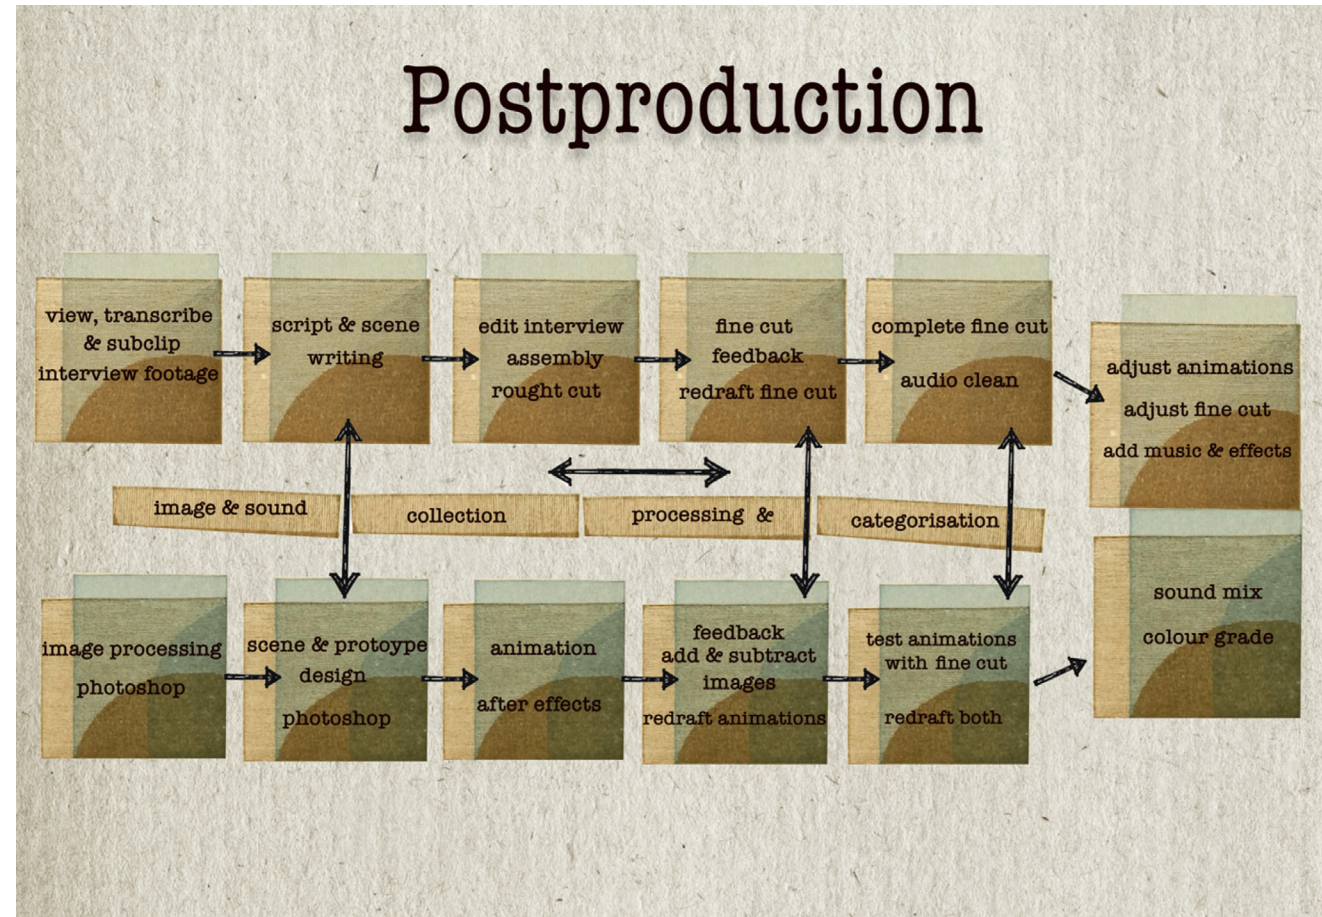 Postproduction
view, transcribe
& subclip
interview footage
script & scene
writing
edit interview
assembly
rought cut
fine cut
feedback
redraft fine cut
complete fine cut
audio clean
adjust animations
adjust fine cut
add music & effects
image & sound
collection
processing &
categorisation
image processing
photoshop
scene & protoype
design
photoshop
animation
after effects
feedback
add & subtract
images
redraft animations
test animations
with fine cut
redraft both
sound mix
colour grade